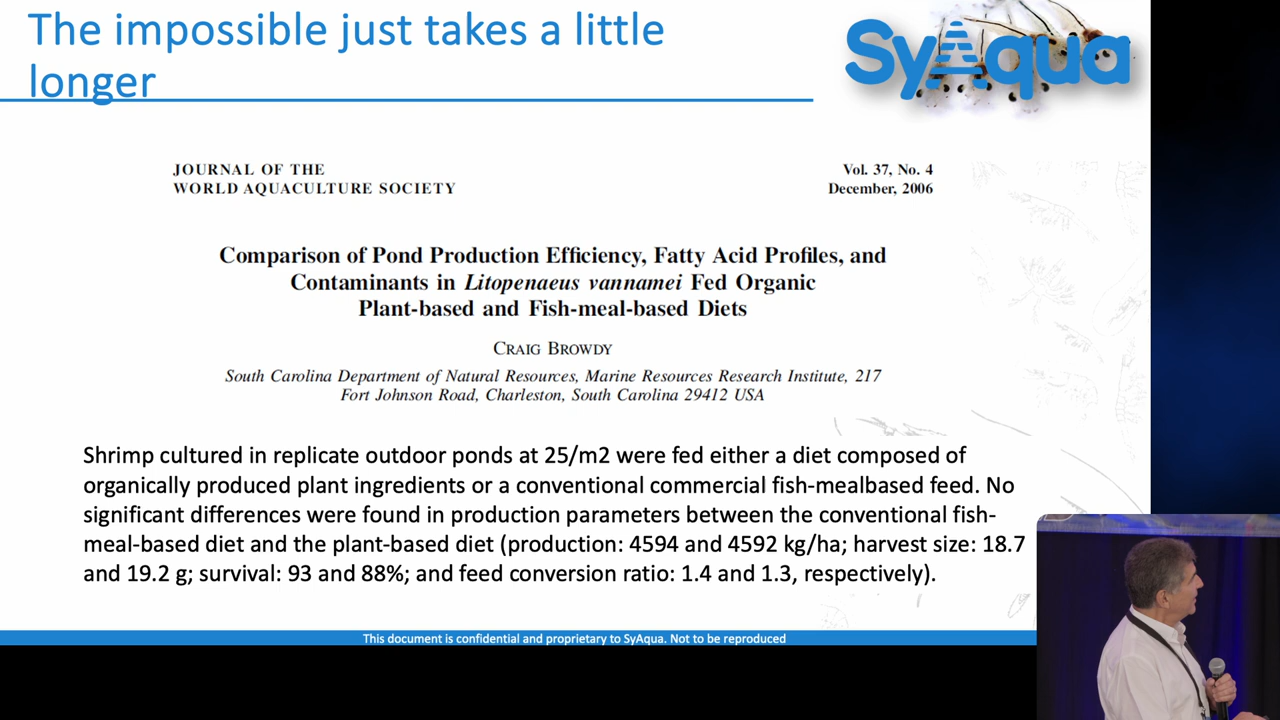 The impossible just takes a little
longer
SyAqua
JOURNAL OF THE
WORLD AQUACULTURE SOCIETY
Vol. 37, No. 4
December, 2006
Comparison of Pond Production Efficiency, Fatty Acid Profiles, and
Contaminants in Litopenaeus vannamei Fed Organic
Plant-based and Fish-meal-based Diets
CRAIG BROWDY
South Carolina Department of Natural Resources, Marine Resources Research Institute, 217
Fort Johnson Road, Charleston, South Carolina 29412 USA
Shrimp cultured in replicate outdoor ponds at 25/m2 were fed either a diet composed of
organically produced plant ingredients or a conventional commercial fish-mealbased feed. No
significant differences were found in production parameters between the conventional fish-
meal-based diet and the plant-based diet (production: 4594 and 4592 kg/ha; harvest size: 18.7
and 19.2 g; survival: 93 and 88%; and feed conversion ratio: 1.4 and 1.3, respectively).
This document is confidential and proprietary to SyAqua. Not to be reproduced